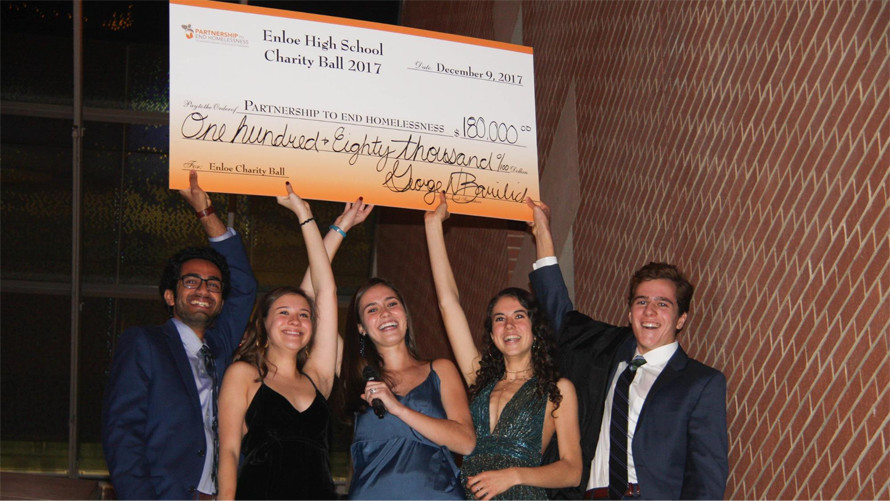 PARTNERSHIP TO
END HOMELESSNESS
Enloe High School
Charity Ball 2017
Date December 9, 2017
Pay to the Order of PARTNERSHIP TO END HOMELESSNESS $ 180,000.00
One hundred + Eighty thousand 0/100 Dollars
For: Enloe Charity Ball